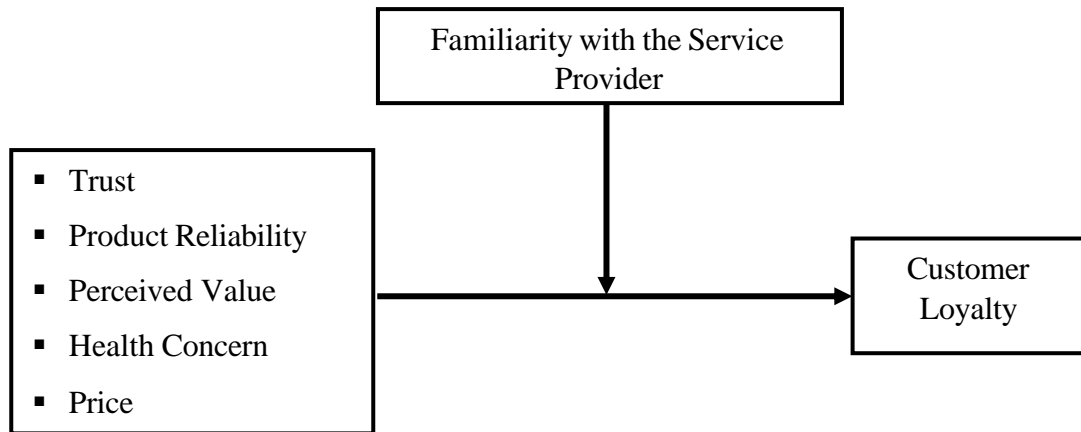 Familiarity with the Service
Provider
▪ Trust
▪ Product Reliability
▪ Perceived Value
▪ Health Concern
▪ Price
Customer
Loyalty